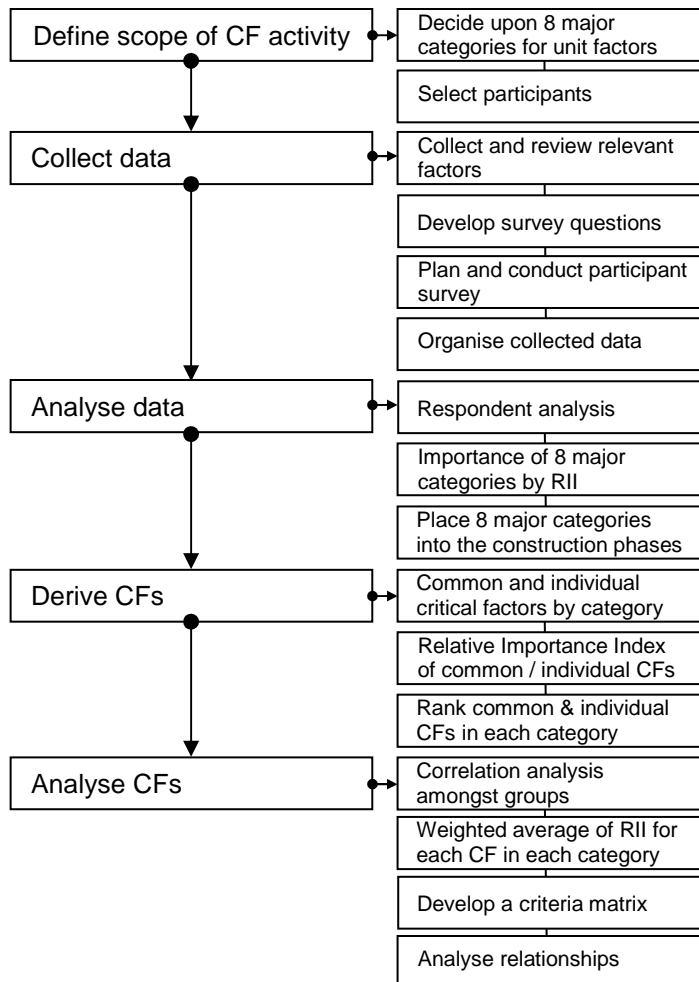 Define scope of CF activity
Decide upon 8 major
categories for unit factors
Select participants
Collect data
Collect and review relevant
factors
Develop survey questions
Plan and conduct participant
survey
Organise collected data
Analyse data
Respondent analysis
Importance of 8 major
categories by RII
Place 8 major categories
into the construction phases
Derive CFs
Common and individual
critical factors by category
Relative Importance Index
of common / individual CFs
Rank common & individual
CFs in each category
Analyse CFs
Correlation analysis
amongst groups
Weighted average of RII for
each CF in each category
Develop a criteria matrix
Analyse relationships